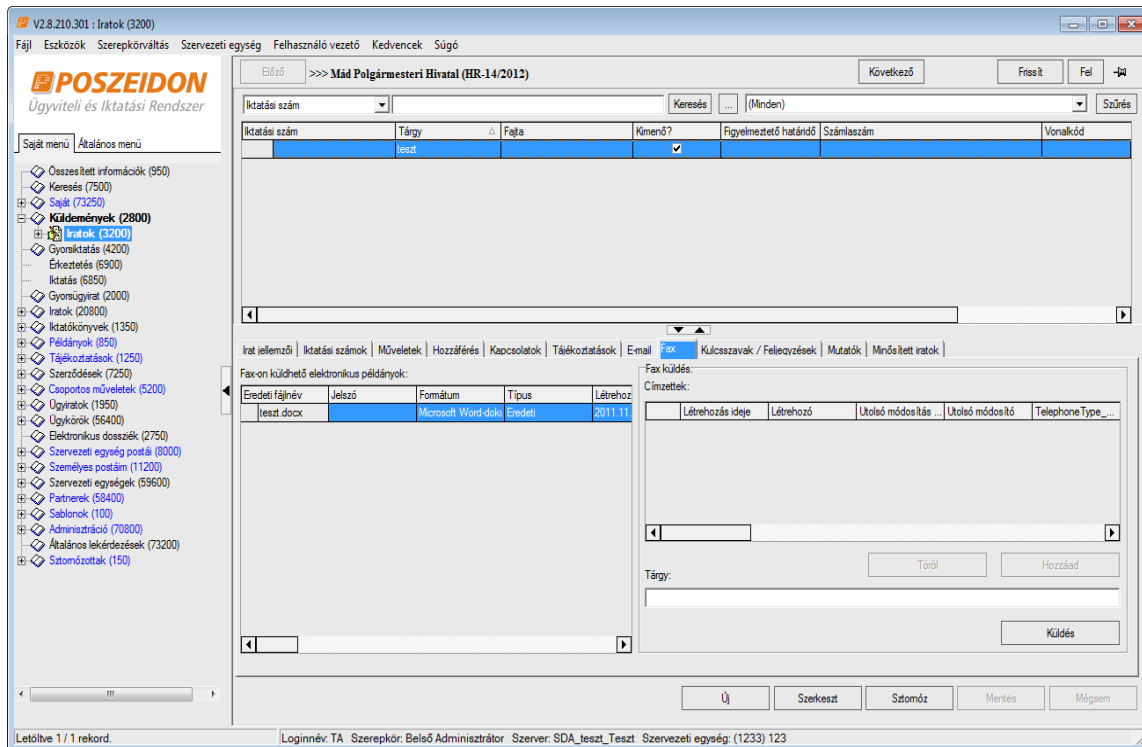 V2.8.210.301 : Iratok (3200)
Fájl Eszközök Szerepkörváltás Szervezeti egység Felhasználó vezető Kedvencek Súgó
POSZEIDON
Ügyviteli és Iktatási Rendszer
Saját menü Általános menü
Összesített információk (950)
Keresés (7500)
Saját (73250)
Küldemények (2800)
Iratok (3200)
Gyorsiktatás (4200)
Érkeztetés (6900)
Iktatás (6850)
Gyorsügyirat (2000)
Iratok (20800)
Iktatókönyvek (1350)
Példányok (850)
Tájékoztatások (1250)
Szerződések (7250)
Csoportos műveletek (5200)
Ügyiratok (1950)
Ügykörök (56400)
Elektronikus dossziék (2750)
Szervezeti egység postái (8000)
Személyes postáim (11200)
Szervezeti egységek (59600)
Partnerek (58400)
Sablonok (100)
Adminisztráció (70800)
Általános lekérdezések (73200)
Sztornózottak (150)
Előző >>> Mád Polgármesteri Hivatal (HR-14/2012) Következő Frissít Fel
Iktatási szám Keresés ... (Minden) Szűrés
Iktatási szám Tárgy Fajta Kimenő? Figyelmeztető határidő Számlaszám Vonalkód
teszt
Irat jellemzői Iktatási számok Műveletek Hozzáférés Kapcsolatok Tájékoztatások E-mail Fax Kulcsszavak / Feljegyzések Mutatók Minősített iratok
Fax-on küldhető elektronikus példányok:
Eredeti fájlnév Jelszó Formátum Típus Létrehoz
teszt.docx Microsoft Word-doku Eredeti 2011.11.
Fax küldés:
Címzettek:
Létrehozás ideje Létrehozó Utolsó módosítás ... Utolsó módosító TelephoneType_...
Töröl Hozzáad
Tárgy:
Küldés
Új Szerkeszt Sztornóz Mentés Mégsem
Letöltve 1 / 1 rekord. Loginnév: TA Szerepkör: Belső Adminisztrátor Szerver: SDA_teszt_Teszt Szervezeti egység: (1233) 123